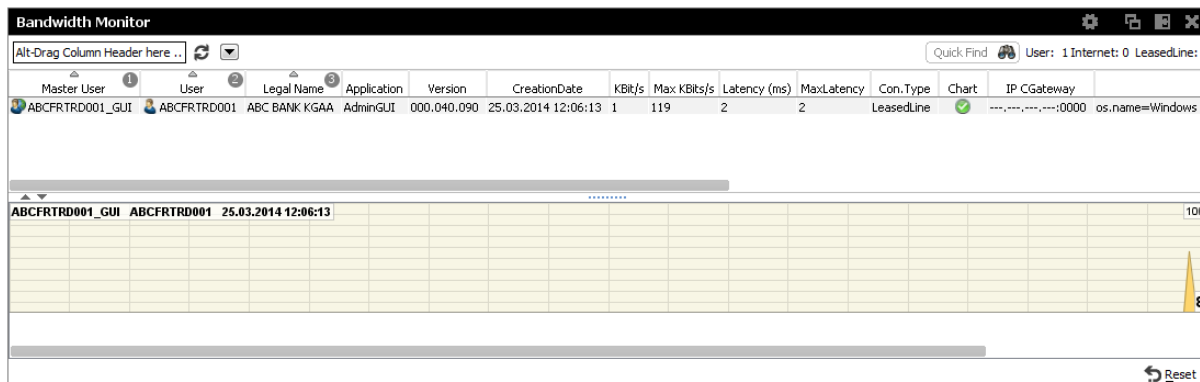 Bandwidth Monitor
Alt-Drag Column Header here .. Quick Find User: 1 Internet: 0 LeasedLine:
Master User 1 User 2 Legal Name 3 Application Version CreationDate KBit/s Max KBits/s Latency (ms) MaxLatency Con.Type Chart IP CGateway
ABCFRTRD001_GUI ABCFRTRD001 ABC BANK KGAA AdminGUI 000.040.090 25.03.2014 12:06:13 1 119 2 2 LeasedLine ---.---.---.---:0000 os.name=Windows
ABCFRTRD001_GUI ABCFRTRD001 25.03.2014 12:06:13
Reset